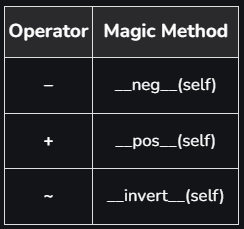 Operator Magic Method
– __neg__(self)
+ __pos__(self)
~ __invert__(self)